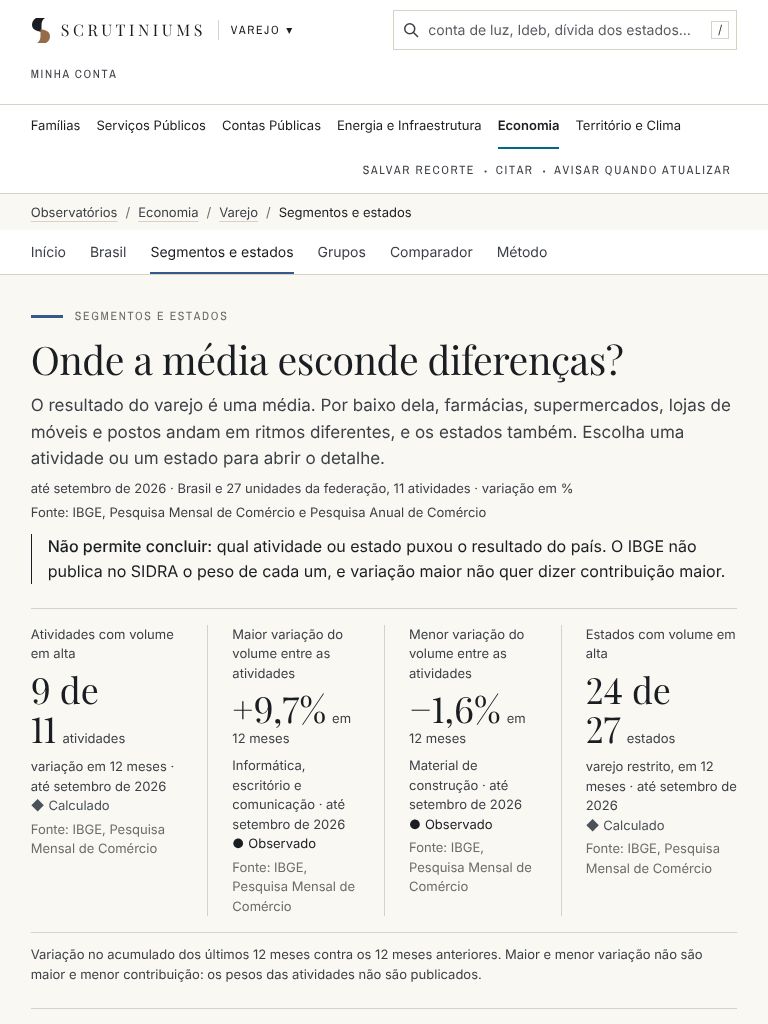 SCRUTINIUMS
VAREJO ▾
conta de luz, Ideb, dívida dos estados...
/
MINHA CONTA
Famílias Serviços Públicos Contas Públicas Energia e Infraestrutura Economia Território e Clima
SALVAR RECORTE · CITAR · AVISAR QUANDO ATUALIZAR
Observatórios / Economia / Varejo / Segmentos e estados
Início Brasil Segmentos e estados Grupos Comparador Método
SEGMENTOS E ESTADOS
Onde a média esconde diferenças?
O resultado do varejo é uma média. Por baixo dela, farmácias, supermercados, lojas de
móveis e postos andam em ritmos diferentes, e os estados também. Escolha uma
atividade ou um estado para abrir o detalhe.
até setembro de 2026 · Brasil e 27 unidades da federação, 11 atividades · variação em %
Fonte: IBGE, Pesquisa Mensal de Comércio e Pesquisa Anual de Comércio
Não permite concluir: qual atividade ou estado puxou o resultado do país. O IBGE não
publica no SIDRA o peso de cada um, e variação maior não quer dizer contribuição maior.
Atividades com volume
em alta
9 de
11 atividades
variação em 12 meses ·
até setembro de 2026
◆ Calculado
Fonte: IBGE, Pesquisa
Mensal de Comércio
Maior variação do
volume entre as
atividades
+9,7% em
12 meses
Informática,
escritório e
comunicação · até
setembro de 2026
● Observado
Fonte: IBGE,
Pesquisa Mensal de
Comércio
Menor variação do
volume entre as
atividades
−1,6% em
12 meses
Material de
construção · até
setembro de 2026
● Observado
Fonte: IBGE,
Pesquisa Mensal de
Comércio
Estados com volume em
alta
24 de
27 estados
varejo restrito, em 12
meses · até setembro de
2026
◆ Calculado
Fonte: IBGE, Pesquisa
Mensal de Comércio
Variação no acumulado dos últimos 12 meses contra os 12 meses anteriores. Maior e menor variação não são
maior e menor contribuição: os pesos das atividades não são publicados.